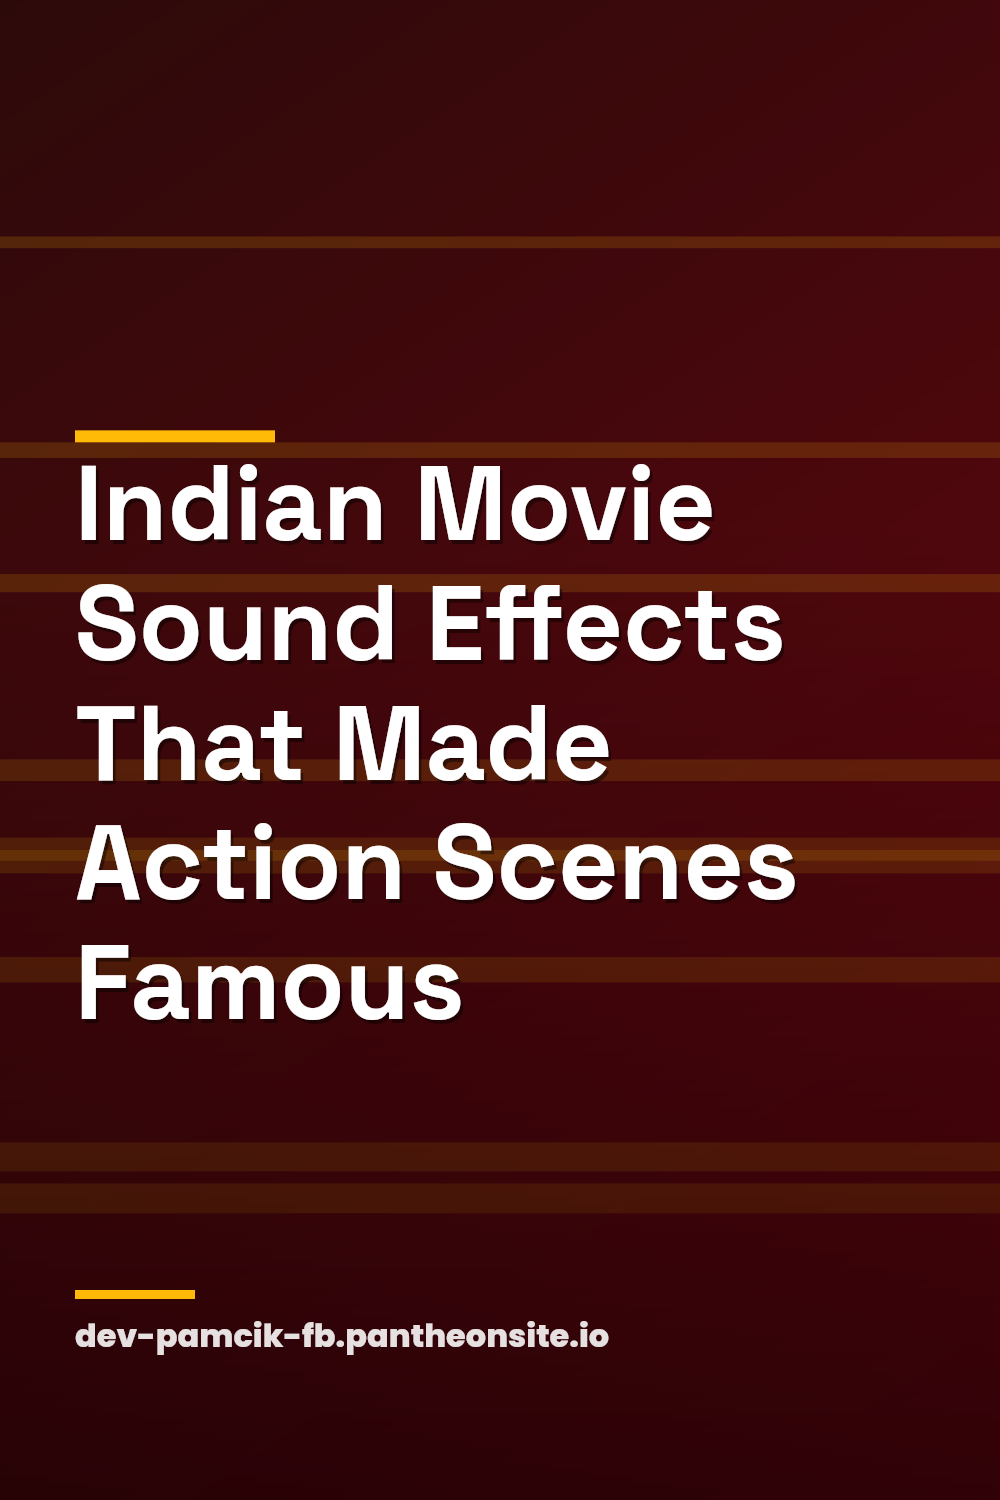 Indian Movie
Sound Effects
That Made
Action Scenes
Famous
dev-pamcik-fb.pantheonsite.io